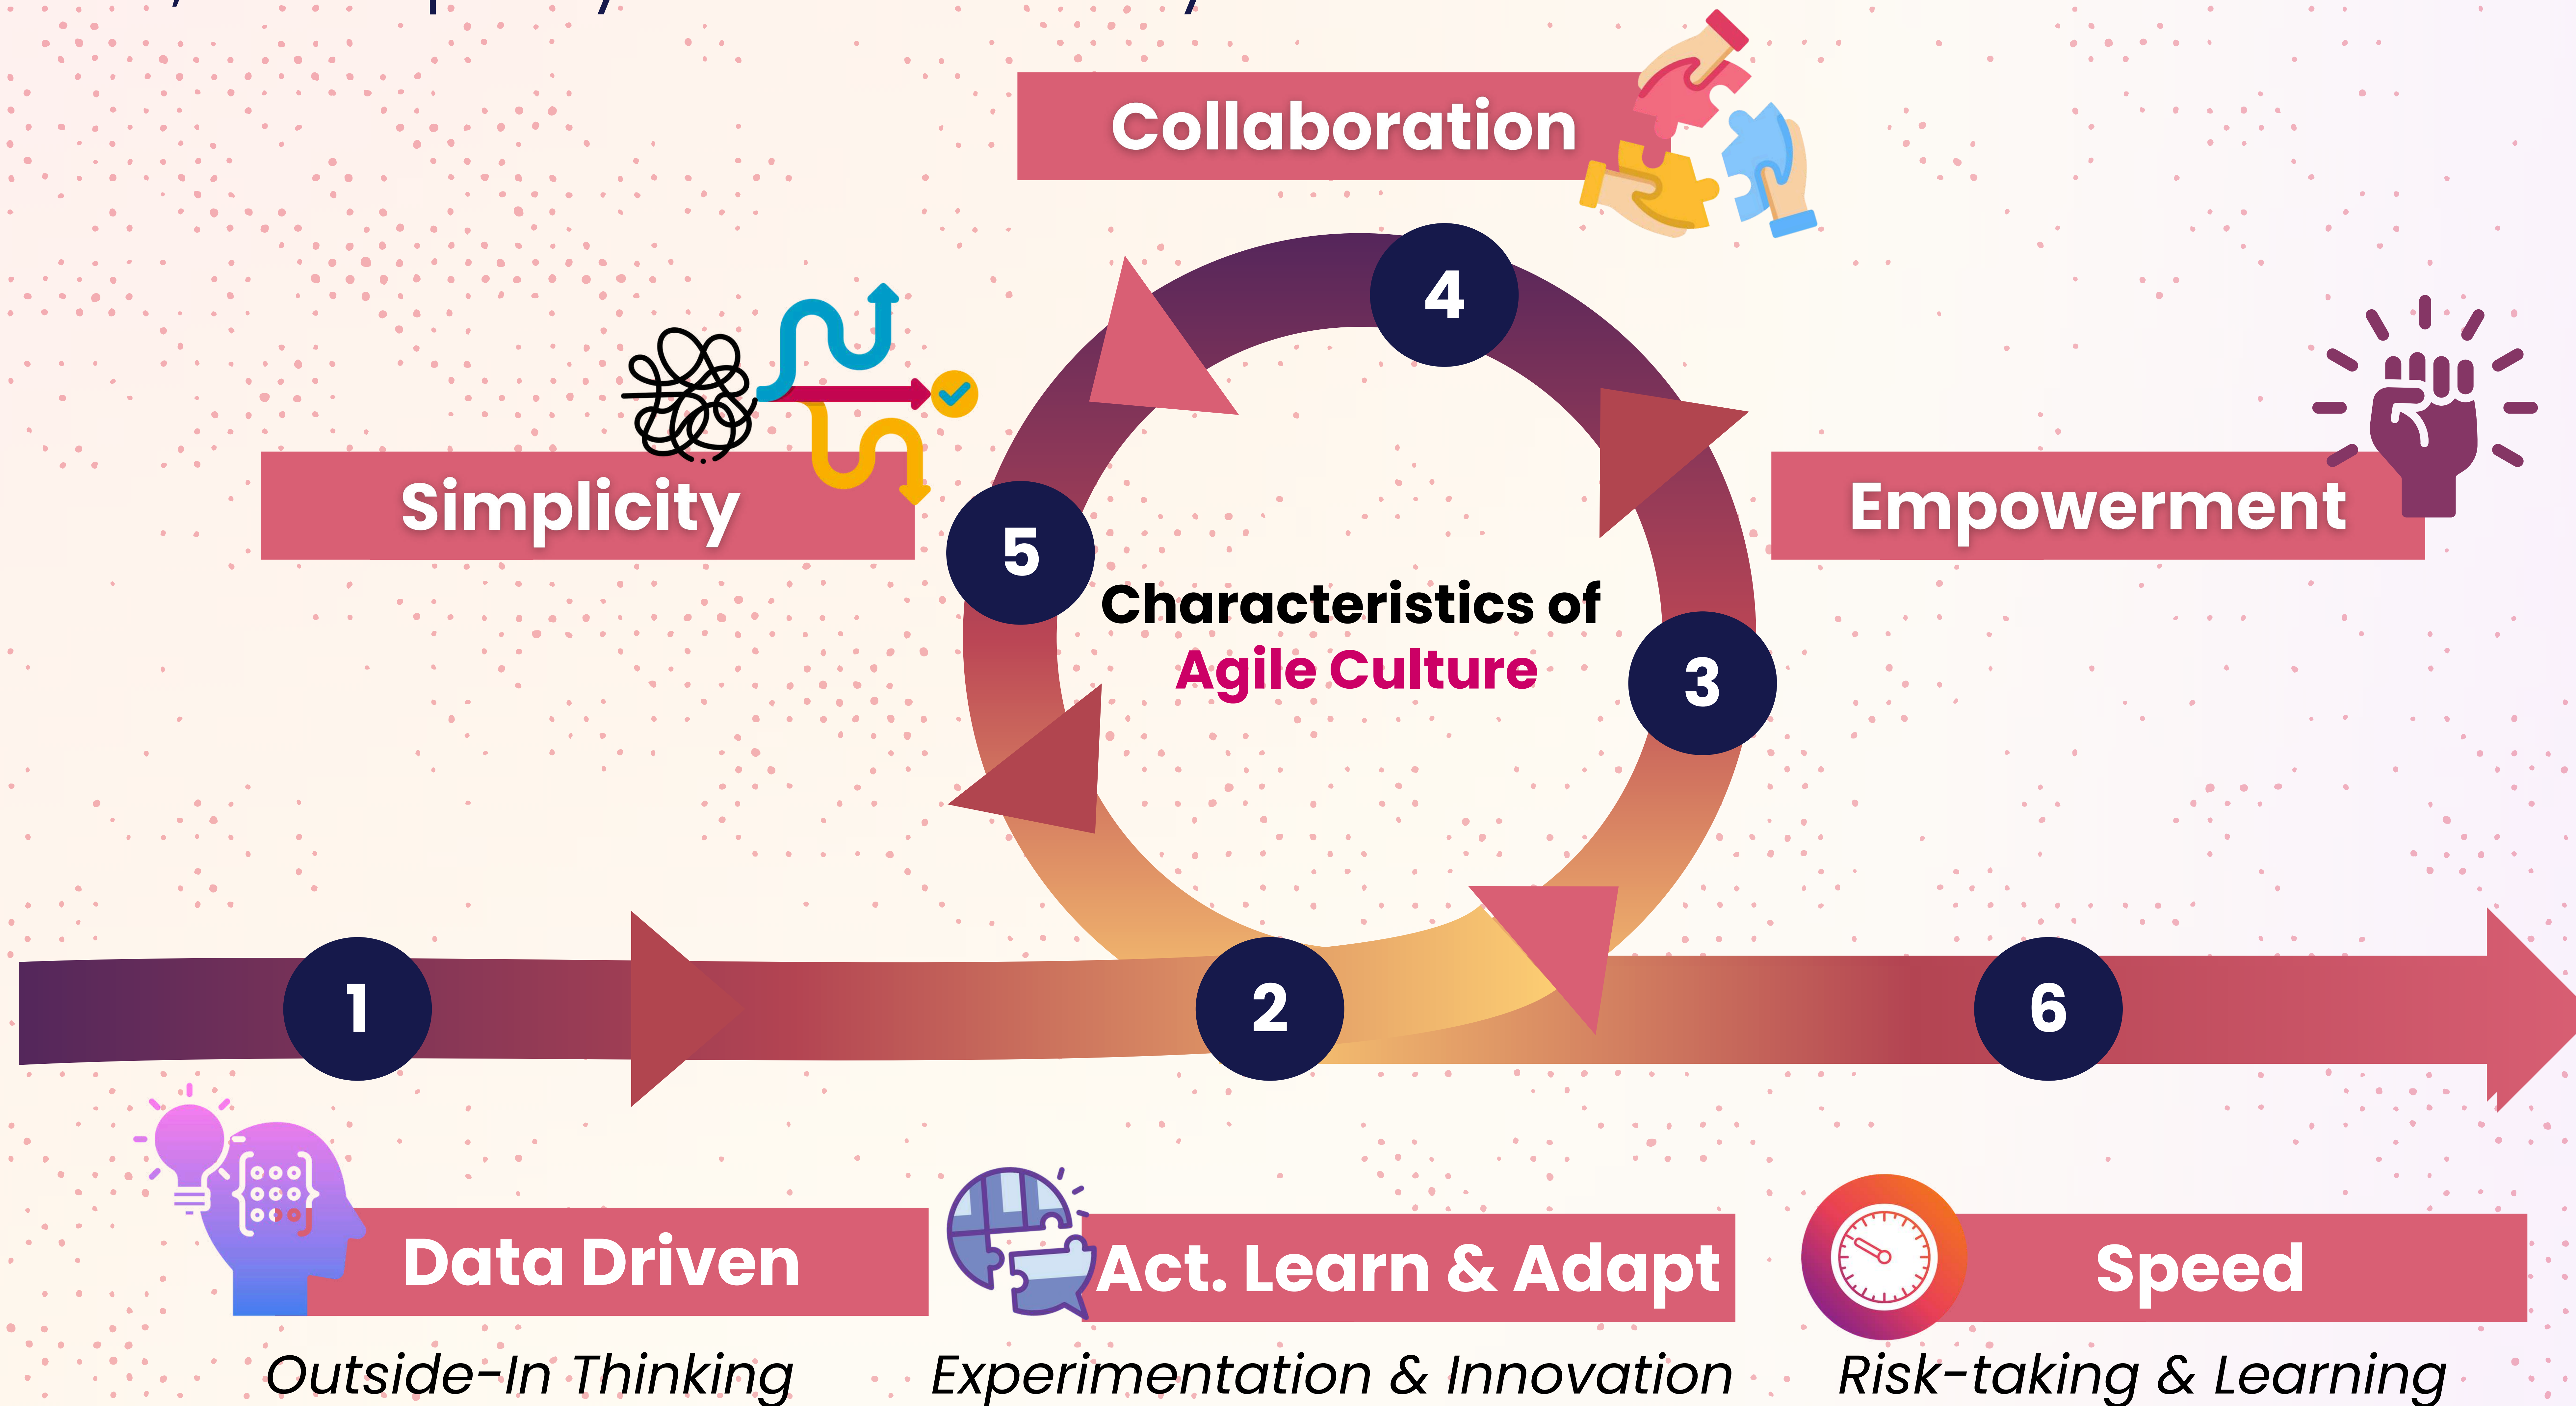 Collaboration
4
Simplicity
Empowerment
5
Characteristics of
Agile Culture
3
1
2
6
Data Driven
Act. Learn & Adapt
Speed
Outside-In Thinking
Experimentation & Innovation
Risk-taking & Learning